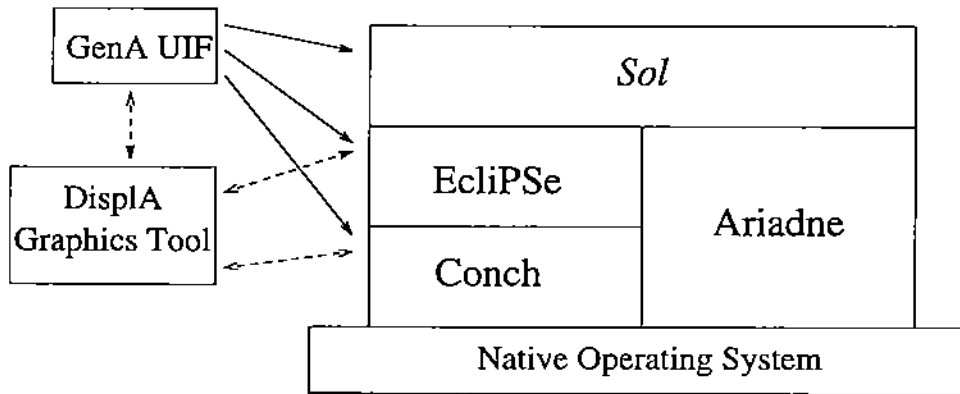 GenA UIF
DisplA
Graphics Tool
Sol
EcliPSe
Conch
Ariadne
Native Operating System